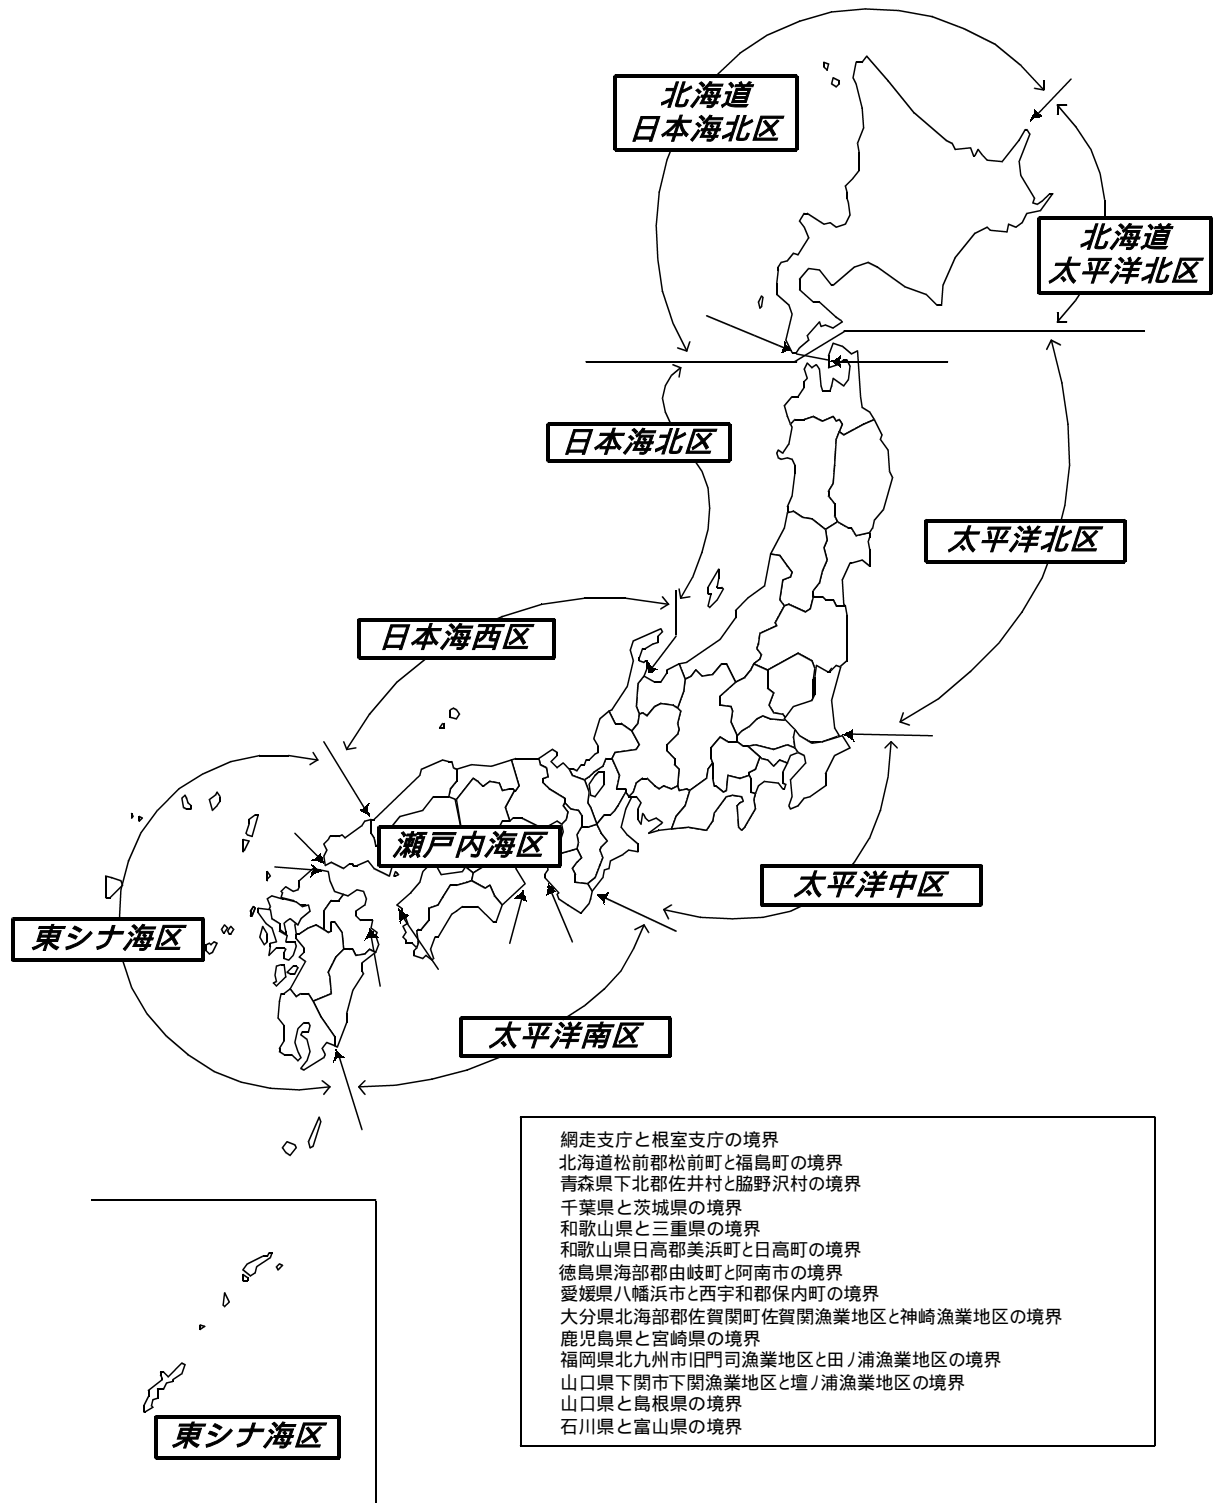 北海道
日本海北区
北海道
太平洋北区
日本海北区
太平洋北区
日本海西区
瀬戸内海区
太平洋中区
東シナ海区
太平洋南区
網走支庁と根室支庁の境界
北海道松前郡松前町と福島町の境界
青森県下北郡佐井村と脇野沢村の境界
千葉県と茨城県の境界
和歌山県と三重県の境界
和歌山県日高郡美浜町と日高町の境界
徳島県海部郡由岐町と阿南市の境界
愛媛県八幡浜市と西宇和郡保内町の境界
大分県北海部郡佐賀関町佐賀関漁業地区と神崎漁業地区の境界
鹿児島県と宮崎県の境界
福岡県北九州市旧門司漁業地区と田ノ浦漁業地区の境界
山口県下関市下関漁業地区と壇ノ浦漁業地区の境界
山口県と島根県の境界
石川県と富山県の境界
東シナ海区